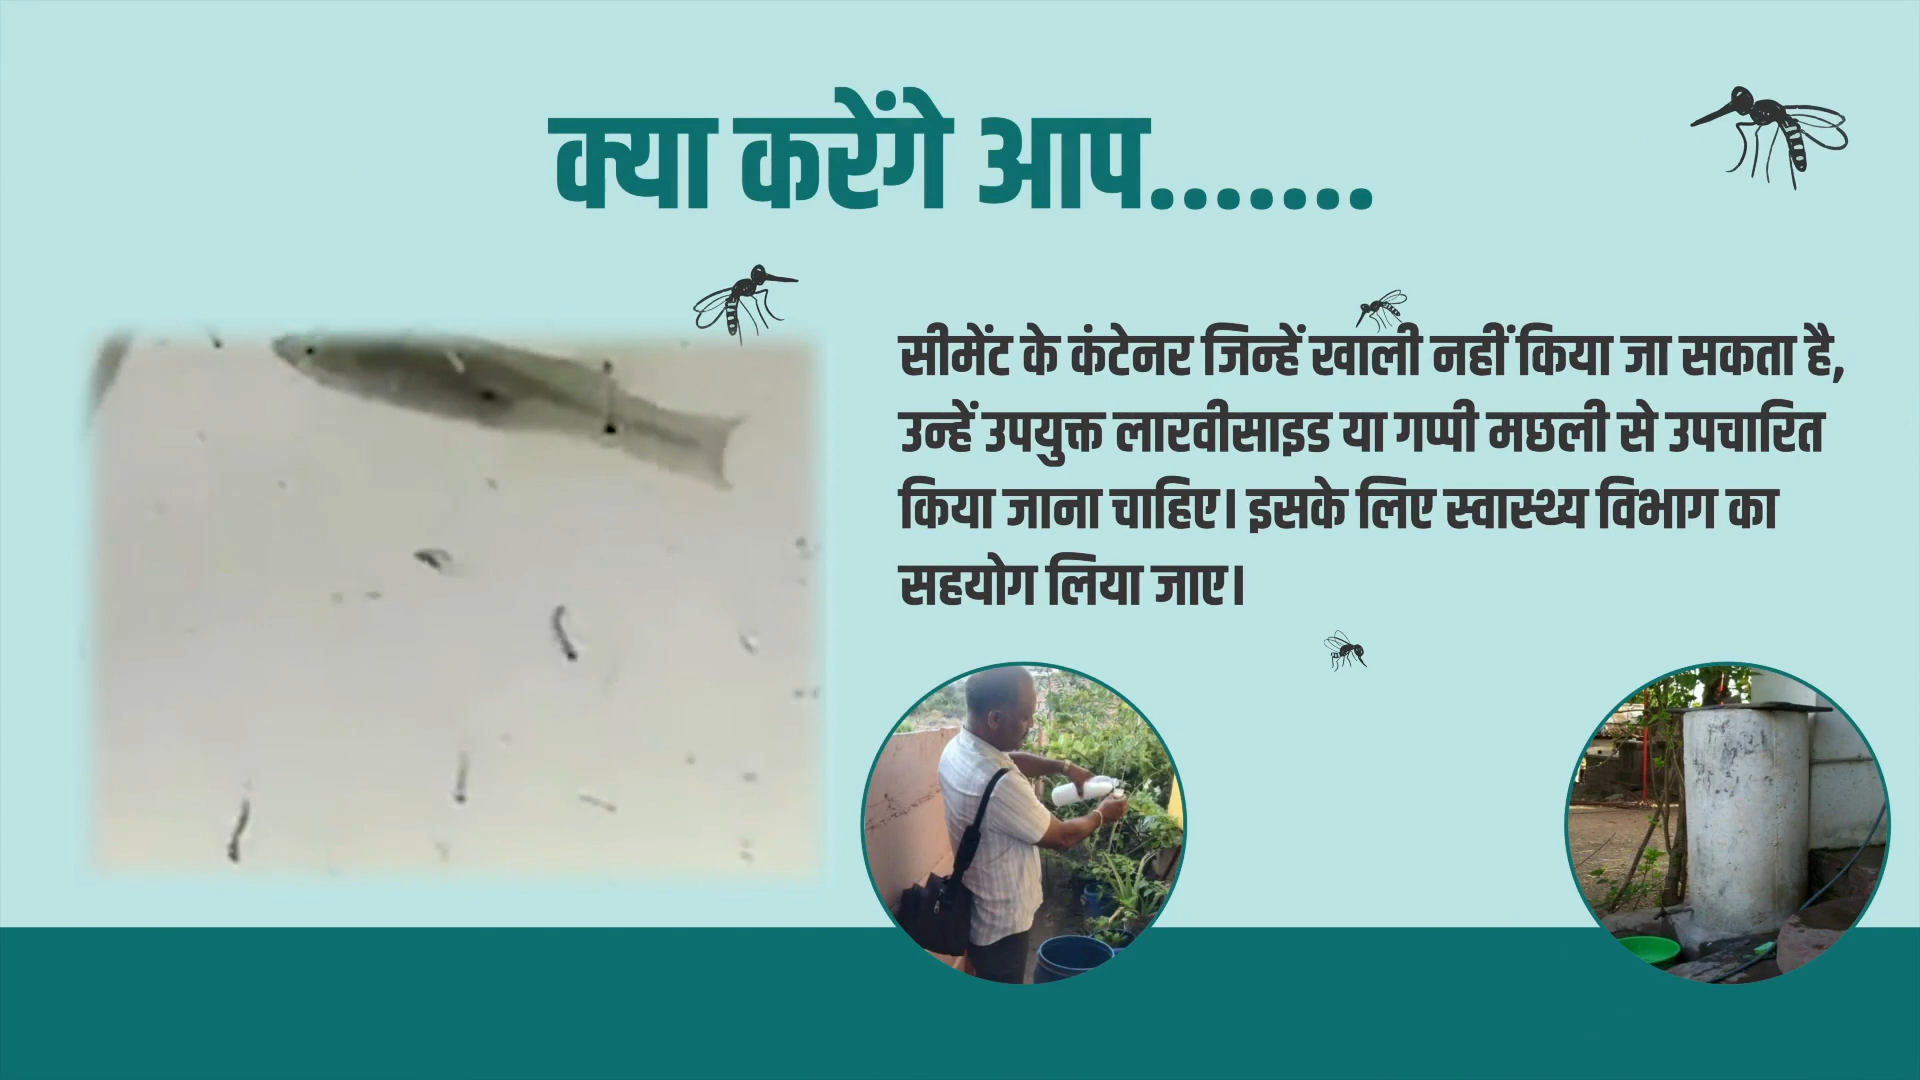 क्या करेंगे आप.......
सीमेंट के कंटेनर जिन्हें खाली नहीं किया जा सकता है,
उन्हें उपयुक्त लारवीसाइड या गप्पी मछली से उपचारित
किया जाना चाहिए। इसके लिए स्वास्थ्य विभाग का
सहयोग लिया जाए।